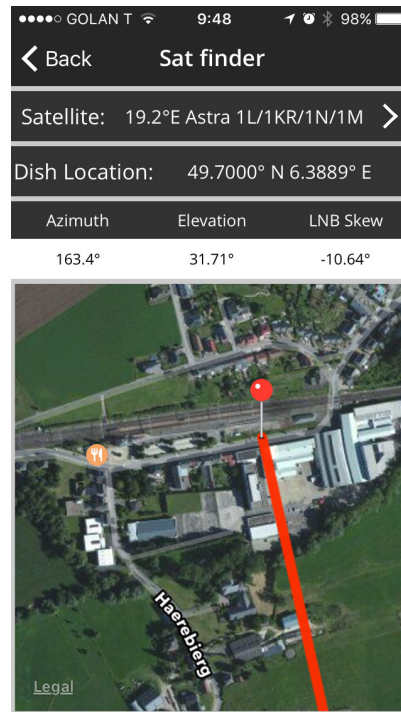 GOLAN T 9:48 98%
Back Sat finder
Satellite: 19.2°E Astra 1L/1KR/1N/1M
Dish Location: 49.7000° N 6.3889° E
Azimuth Elevation LNB Skew
163.4° 31.71° -10.64°
Haerebierg
Legal